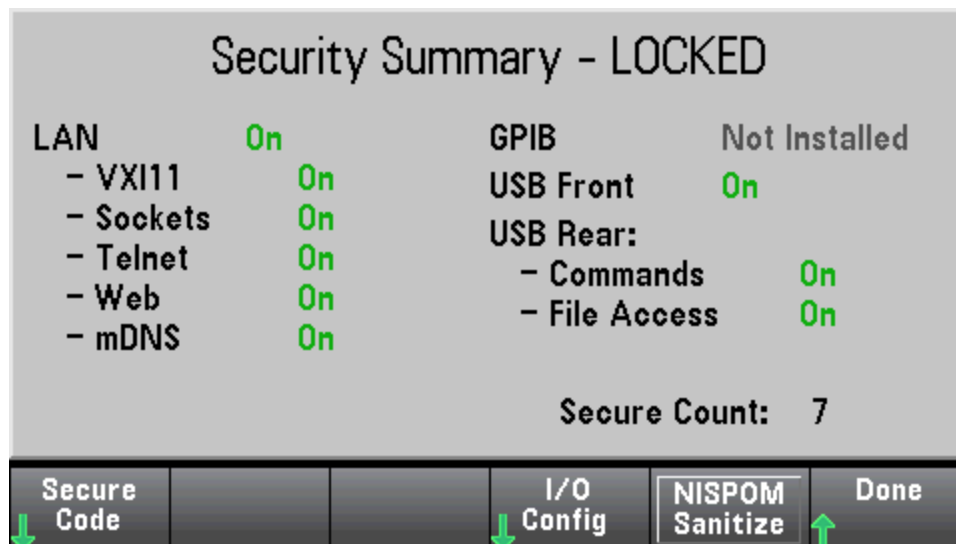 Security Summary - LOCKED
LAN On
- VXI11 On
- Sockets On
- Telnet On
- Web On
- mDNS On
GPIB Not Installed
USB Front On
USB Rear:
- Commands On
- File Access On
Secure Count: 7
Secure
Code
I/O
Config
NISPOM
Sanitize
Done